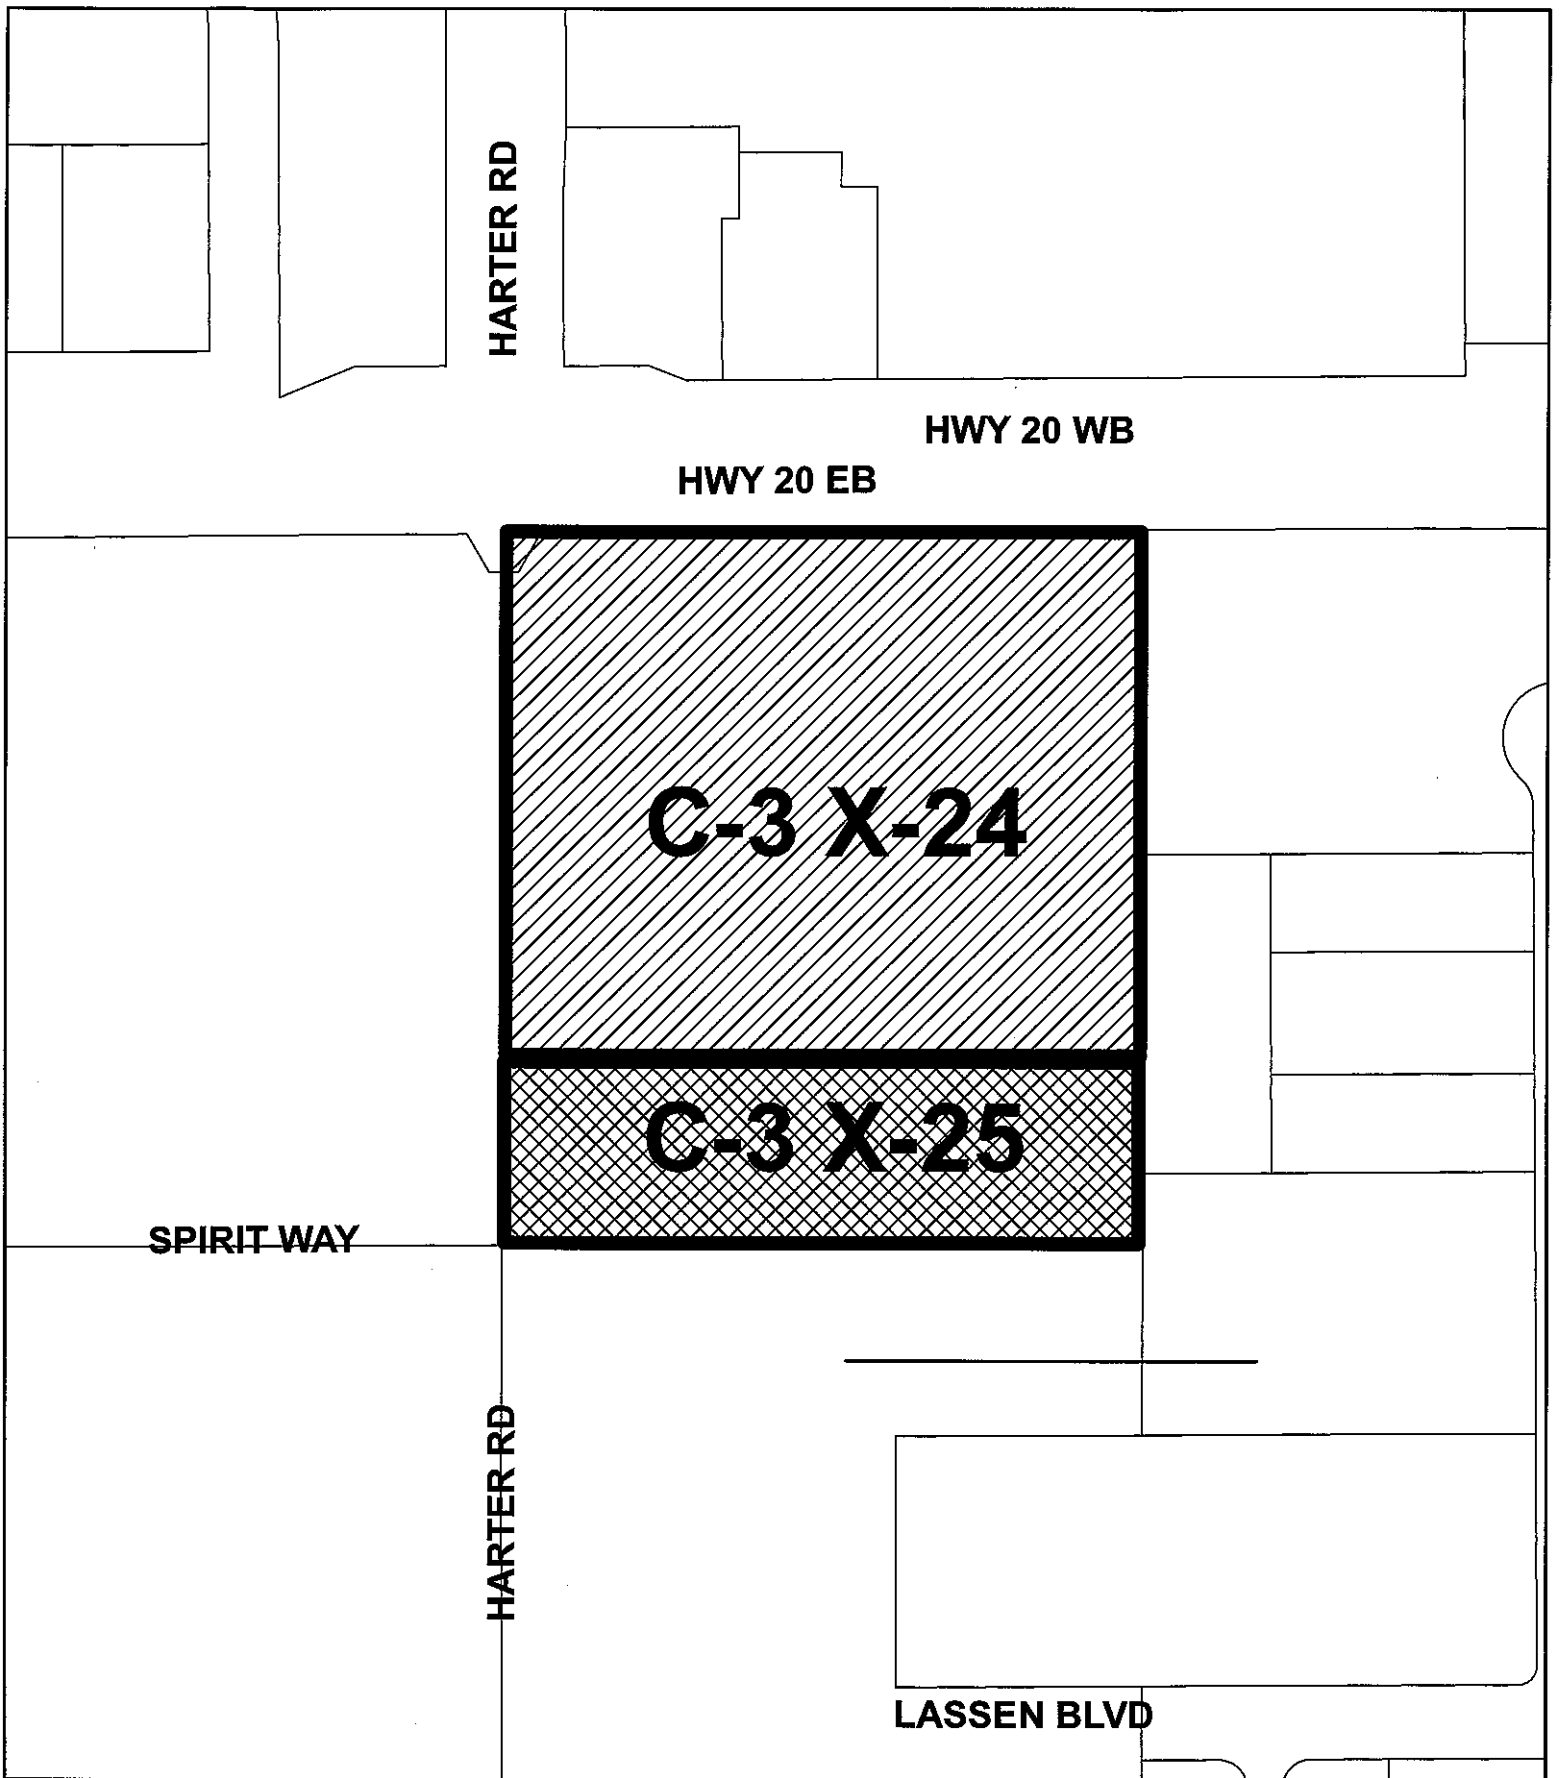 HARTER RD
HWY 20 WB
HWY 20 EB
C-3 X-24
C-3 X-25
SPIRIT WAY
HARTER RD
LASSEN BLVD